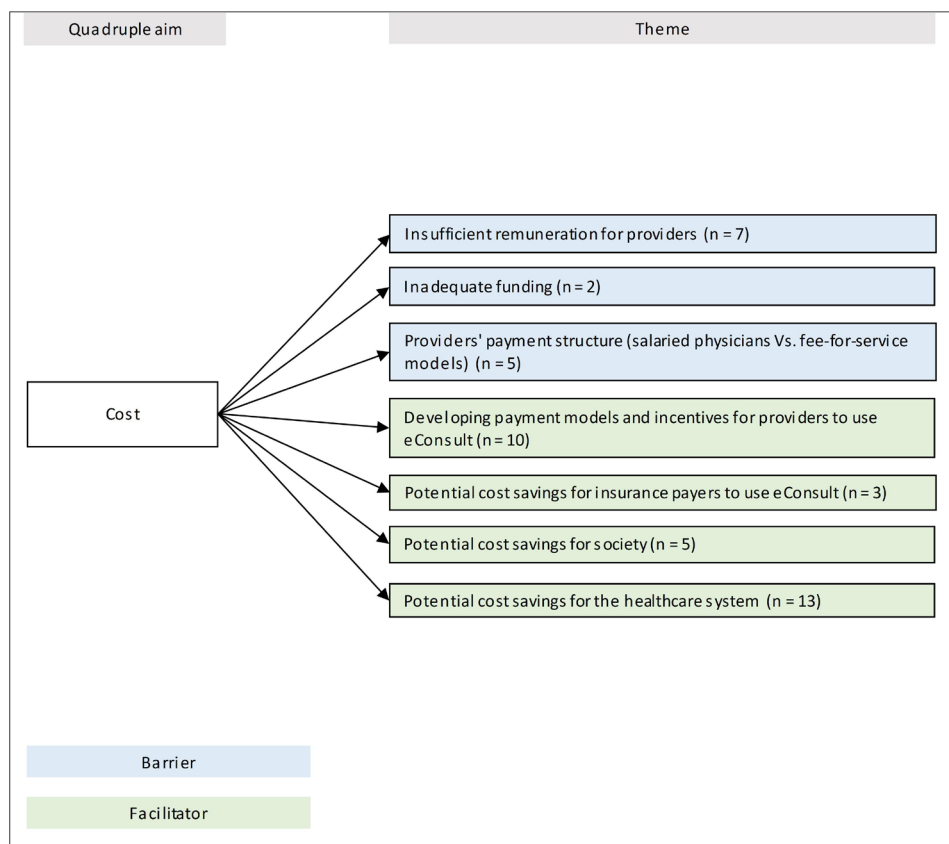 Quadruple aim
Theme
Insufficient remuneration for providers (n = 7)
Inadequate funding (n = 2)
Providers' payment structure (salaried physicians Vs. fee-for-service
models) (n = 5)
Cost
Developing payment models and incentives for providers to use
eConsult (n = 10)
Potential cost savings for insurance payers to use eConsult (n = 3)
Potential cost savings for society (n = 5)
Potential cost savings for the healthcare system (n = 13)
Barrier
Facilitator